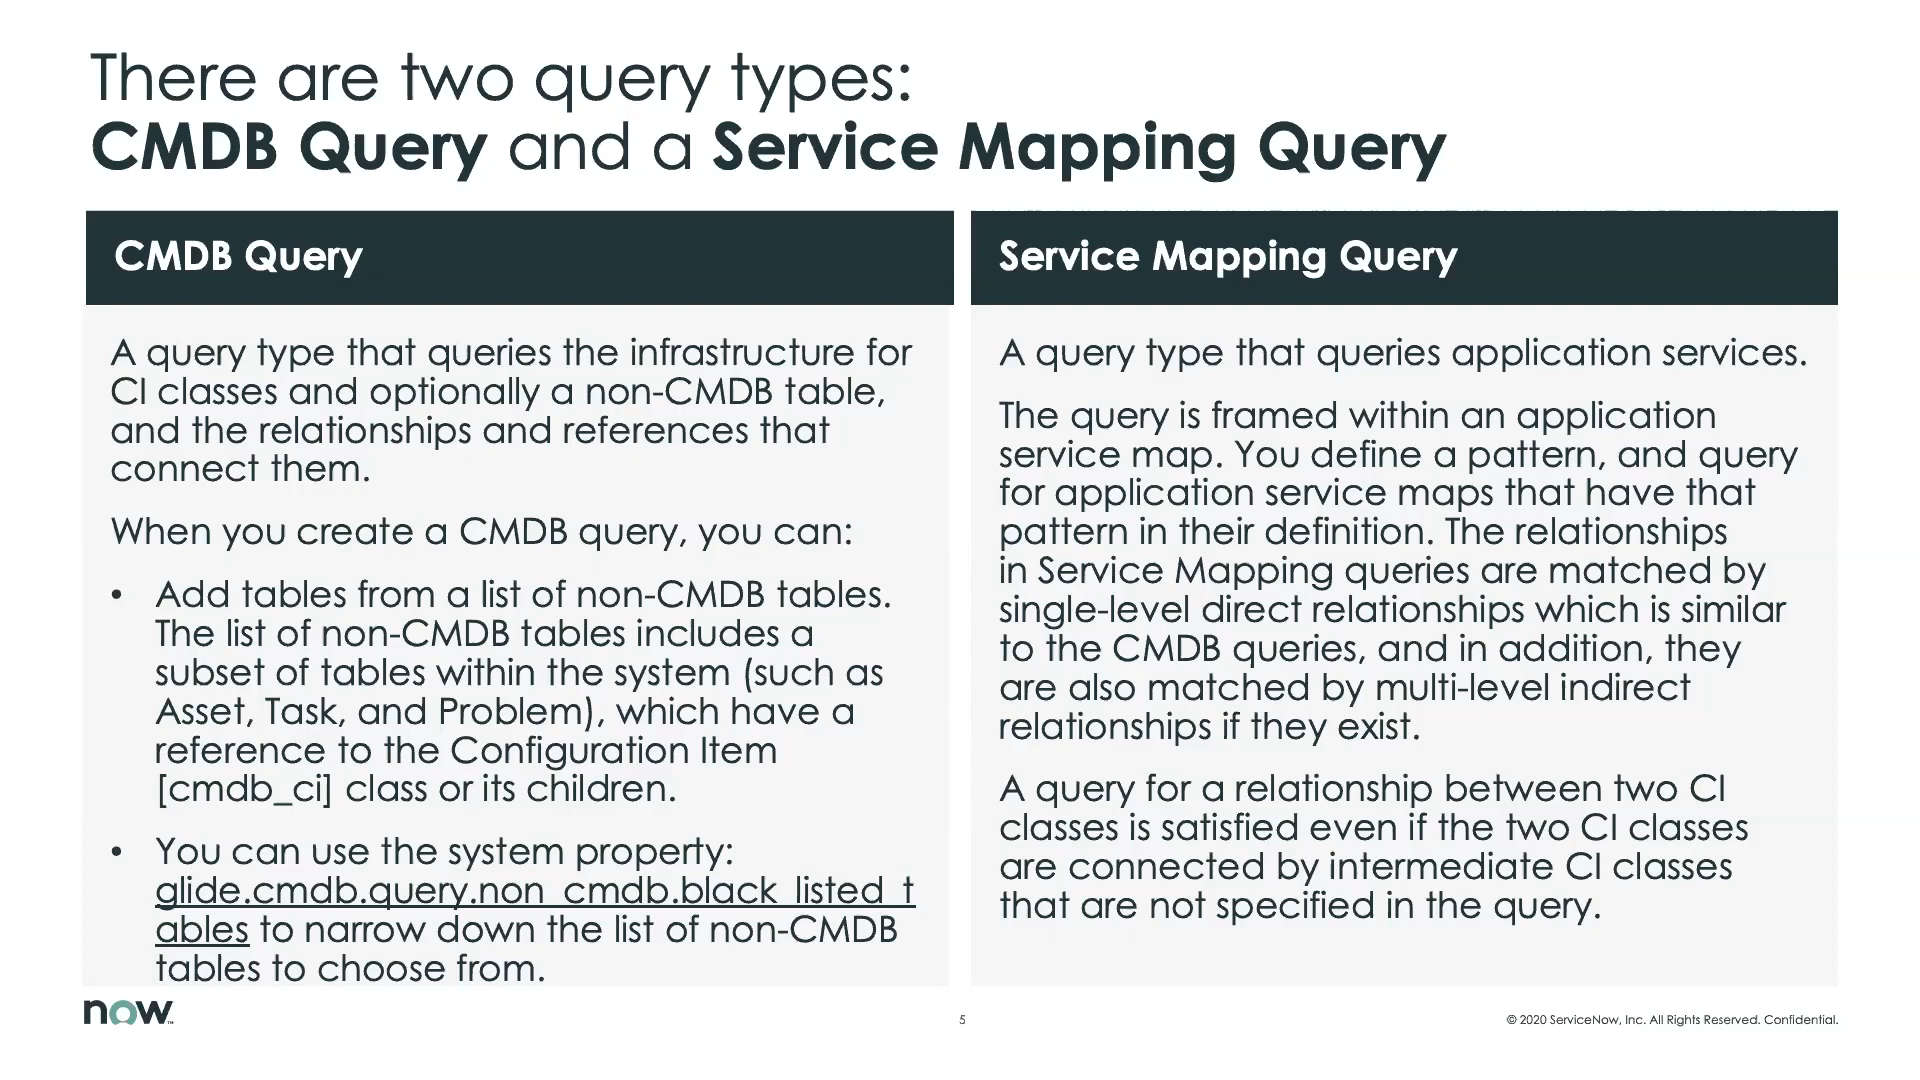 There are two query types:
CMDB Query and a Service Mapping Query
CMDB Query
A query type that queries the infrastructure for
CI classes and optionally a non-CMDB table,
and the relationships and references that
connect them.
When you create a CMDB query, you can:
• Add tables from a list of non-CMDB tables.
The list of non-CMDB tables includes a
subset of tables within the system (such as
Asset, Task, and Problem), which have a
reference to the Configuration Item
[cmdb_ci] class or its children.
• You can use the system property:
glide.cmdb.query.non_cmdb.black_listed_t
ables to narrow down the list of non-CMDB
tables to choose from.
Service Mapping Query
A query type that queries application services.
The query is framed within an application
service map. You define a pattern, and query
for application service maps that have that
pattern in their definition. The relationships
in Service Mapping queries are matched by
single-level direct relationships which is similar
to the CMDB queries, and in addition, they
are also matched by multi-level indirect
relationships if they exist.
A query for a relationship between two CI
classes is satisfied even if the two CI classes
are connected by intermediate CI classes
that are not specified in the query.
now™
5
© 2020 ServiceNow, Inc. All Rights Reserved. Confidential.